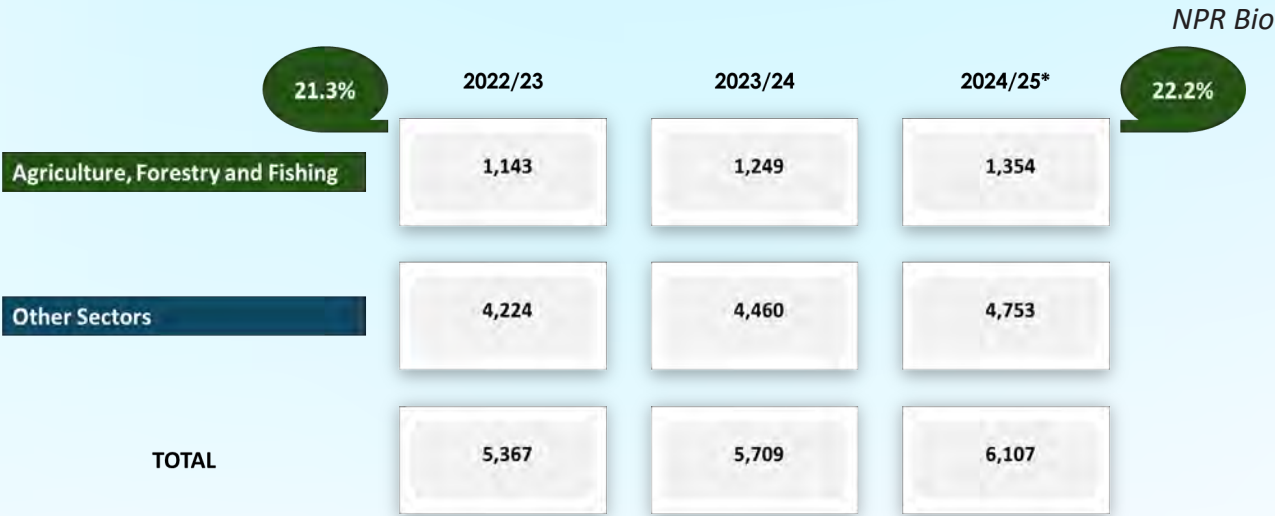 NPR Bio
21.3% 2022/23 2023/24 2024/25* 22.2%
Agriculture, Forestry and Fishing 1,143 1,249 1,354
Other Sectors 4,224 4,460 4,753
TOTAL 5,367 5,709 6,107